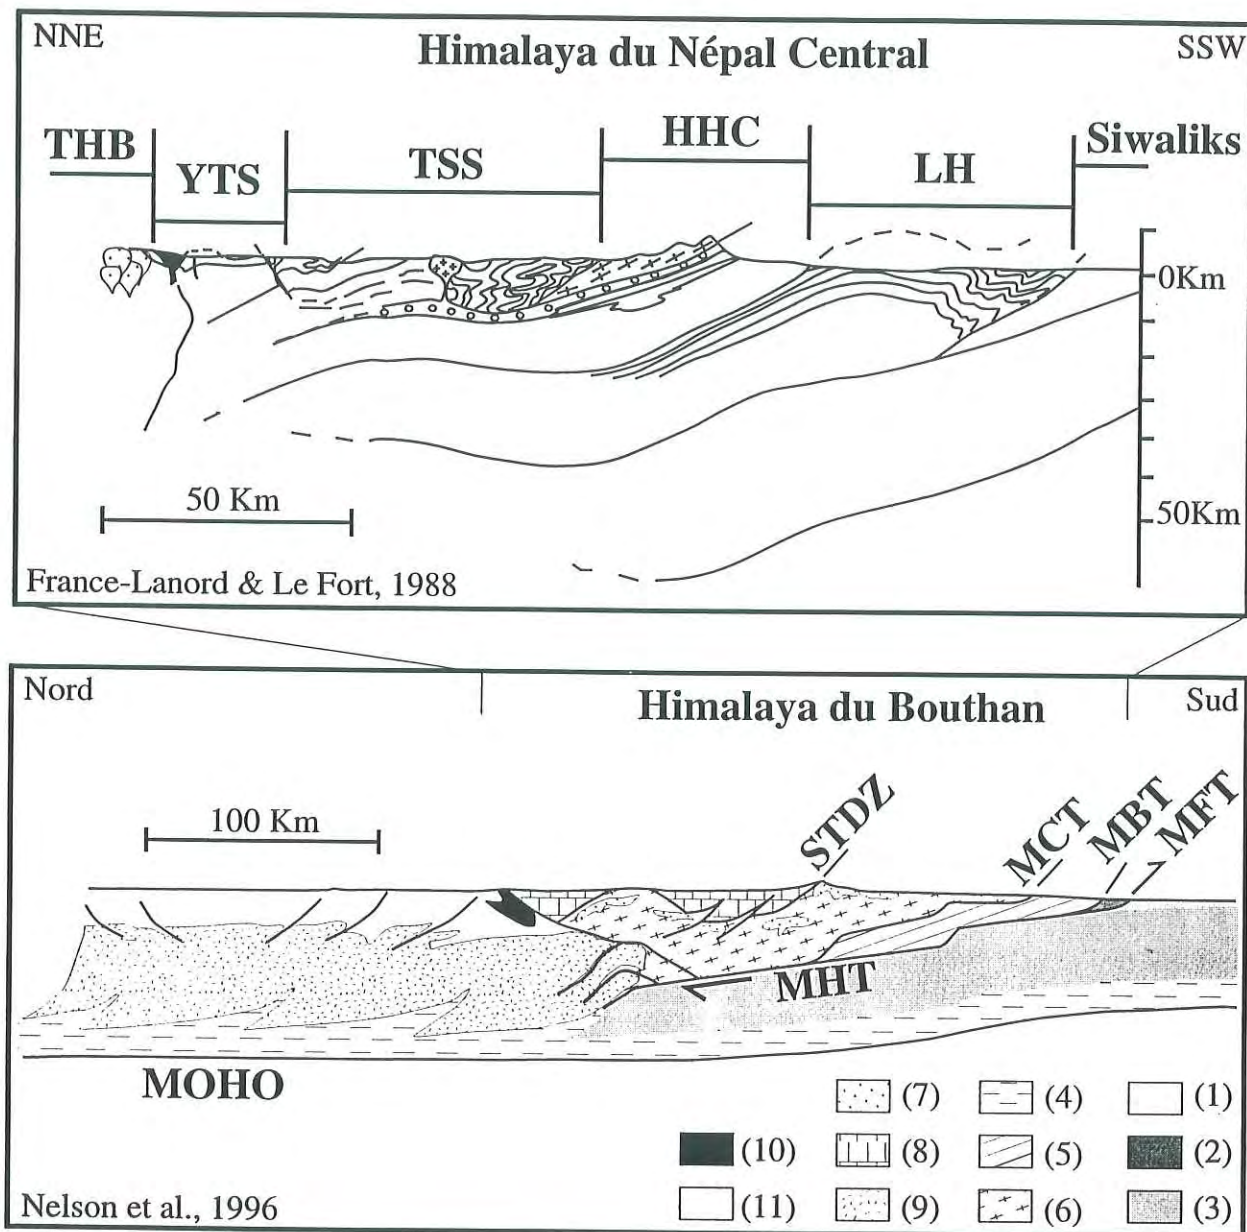 NNE
Himalaya du Népal Central
SSW
THB
YTS
TSS
HHC
LH
Siwaliks
0Km
50 Km
50Km
France-Lanord & Le Fort, 1988
Nord
Himalaya du Bouthan
Sud
100 Km
STDZ
MCT
MBT
MFT
MHT
MOHO
(7) (4) (1)
(10) (8) (5) (2)
(11) (9) (6) (3)
Nelson et al., 1996